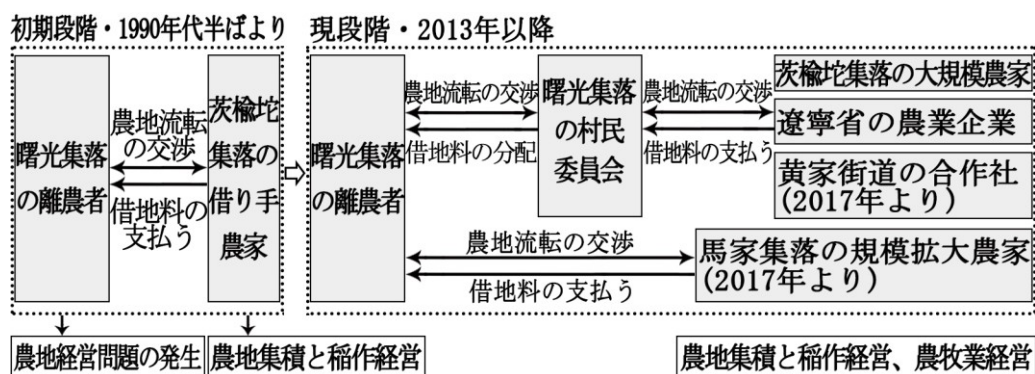 初期段階・1990年代半ばより
曙光集落
の離農者
農地流転
の交渉
借地料の
支払う
茨楡坨
集落の
借り手
農家
農地経営問題の発生
農地集積と稲作経営
現段階・2013年以降
曙光集落
の離農者
農地流転の交渉
借地料の分配
曙光集落
の村民
委員会
農地流転の交渉
借地料の支払う
茨楡坨集落の大規模農家
遼寧省の農業企業
黄家街道の合作社
(2017年より)
農地流転の交渉
借地料の支払う
馬家集落の規模拡大農家
(2017年より)
農地集積と稲作経営、農牧業経営